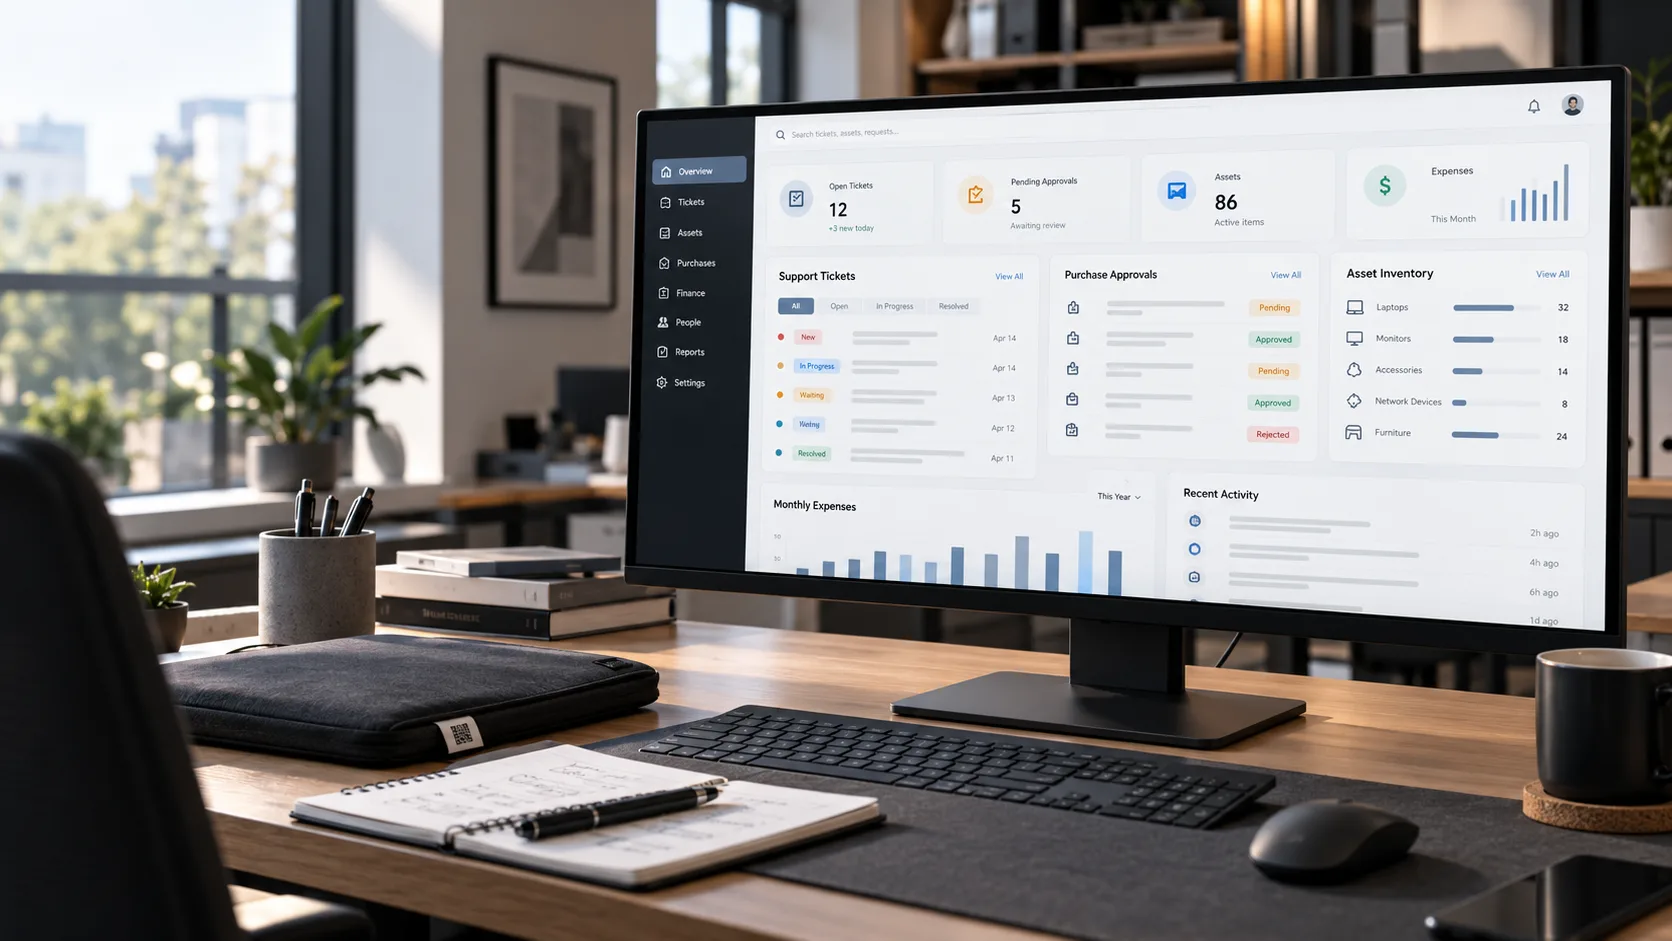 Search tickets, assets, requests...
Overview
Tickets
Assets
Purchases
Finance
People
Reports
Settings
Open Tickets
12
+3 new today
Pending Approvals
5
Awaiting review
Assets
86
Active items
Expenses
$
This Month
Support Tickets
View All
All
Open
In Progress
Resolved
New
Apr 14
In Progress
Apr 14
Waiting
Apr 13
Apr 12
Resolved
Apr 11
Purchase Approvals
View All
Pending
Approved
Pending
Approved
Rejected
Asset Inventory
View All
Laptops
32
Monitors
18
Accessories
14
Network Devices
8
Furniture
24
Monthly Expenses
This Year
Recent Activity
2h ago
4h ago
6h ago
1d ago